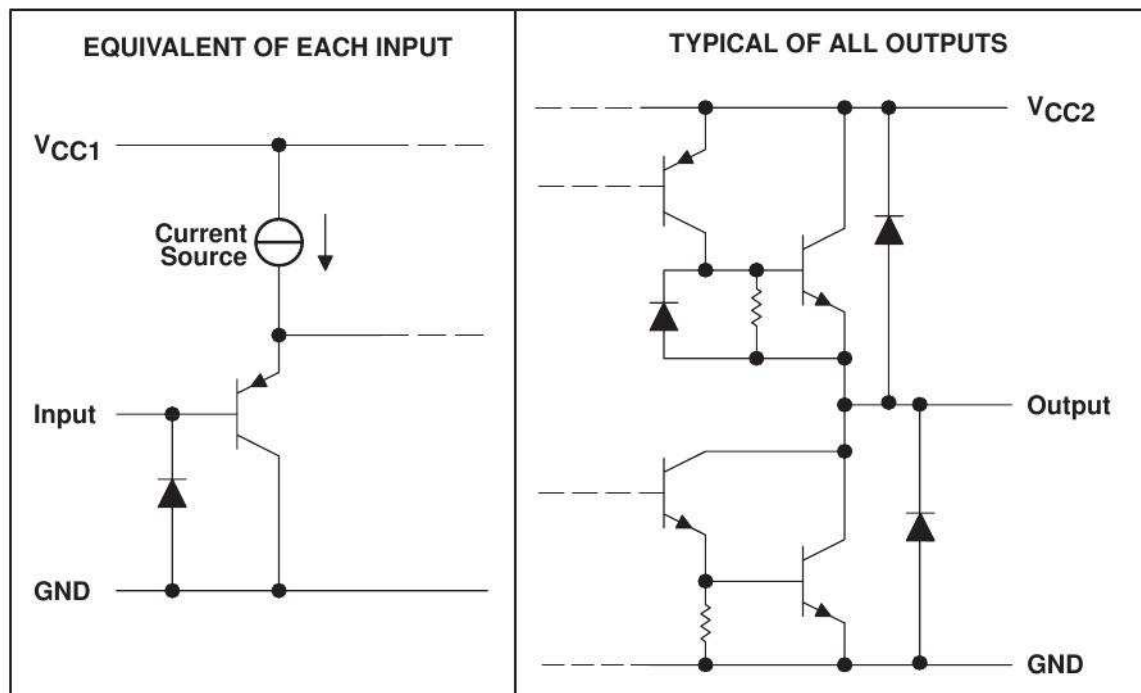 EQUIVALENT OF EACH INPUT
VCC1
Current
Source
Input
GND
TYPICAL OF ALL OUTPUTS
VCC2
Output
GND